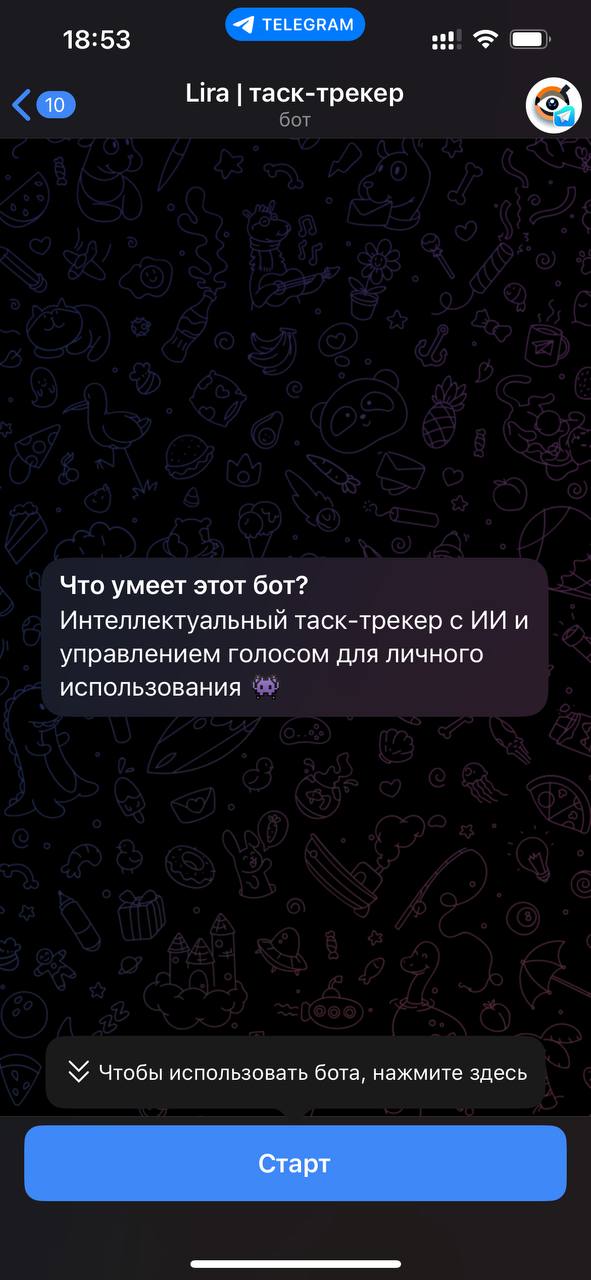 18:53
TELEGRAM
10
Lira | таск-трекер
бот
Что умеет этот бот?
Интеллектуальный таск-трекер с ИИ и
управлением голосом для личного
использования 👾
Чтобы использовать бота, нажмите здесь
Старт